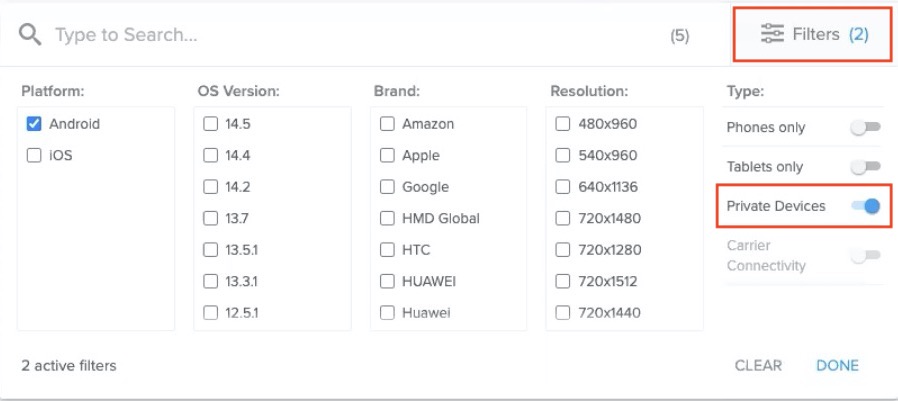 Type to Search...
(5)
Filters (2)
Platform:
Android
iOS
OS Version:
14.5
14.4
14.2
13.7
13.5.1
13.3.1
12.5.1
Brand:
Amazon
Apple
Google
HMD Global
HTC
HUAWEI
Huawei
Resolution:
480x960
540x960
640x1136
720x1480
720x1280
720x1512
720x1440
Type:
Phones only
Tablets only
Private Devices
Carrier
Connectivity
2 active filters
CLEAR
DONE